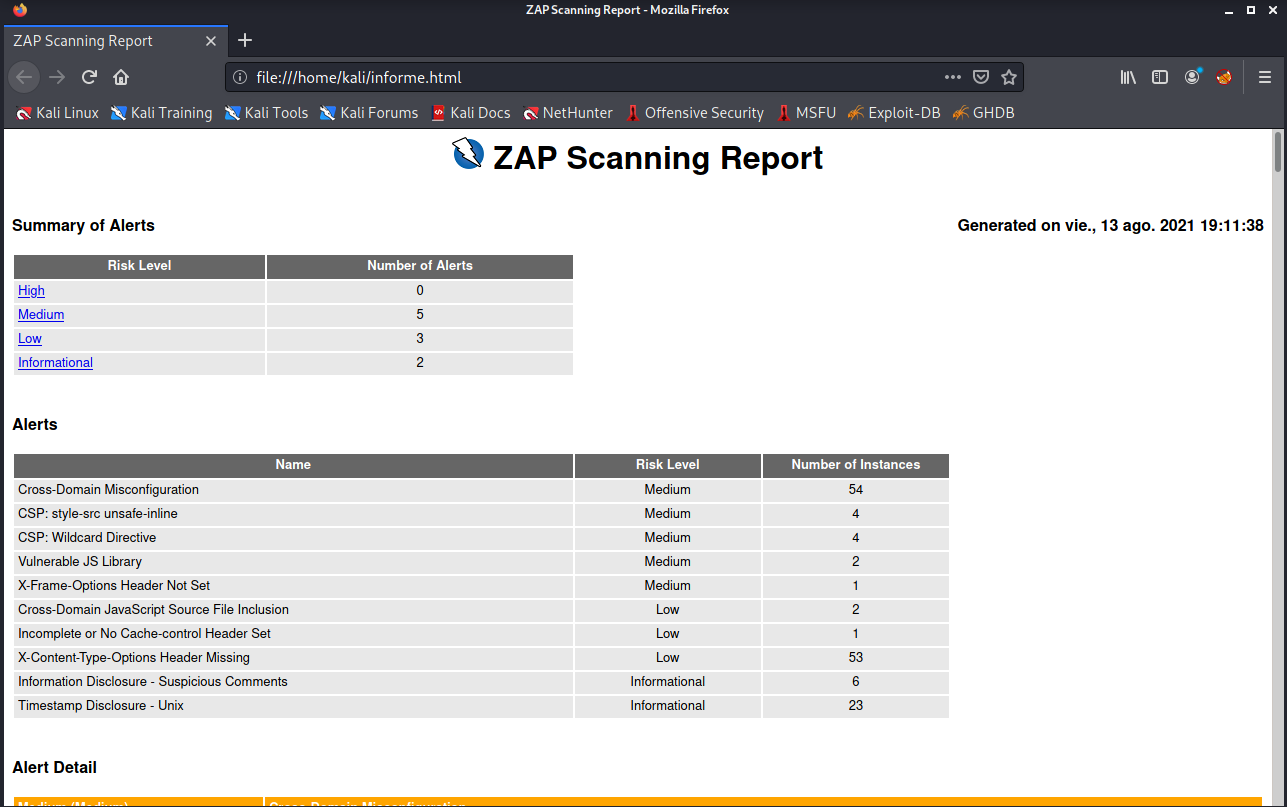 ZAP Scanning Report - Mozilla Firefox
ZAP Scanning Report
file:///home/kali/informe.html
Kali Linux Kali Training Kali Tools Kali Forums Kali Docs NetHunter Offensive Security MSFU Exploit-DB GHDB
ZAP Scanning Report
Summary of Alerts Generated on vie., 13 ago. 2021 19:11:38
Risk Level Number of Alerts
High 0
Medium 5
Low 3
Informational 2
Alerts
Name Risk Level Number of Instances
Cross-Domain Misconfiguration Medium 54
CSP: style-src unsafe-inline Medium 4
CSP: Wildcard Directive Medium 4
Vulnerable JS Library Medium 2
X-Frame-Options Header Not Set Medium 1
Cross-Domain JavaScript Source File Inclusion Low 2
Incomplete or No Cache-control Header Set Low 1
X-Content-Type-Options Header Missing Low 53
Information Disclosure - Suspicious Comments Informational 6
Timestamp Disclosure - Unix Informational 23
Alert Detail
Medium (Medium) Cross-Domain Misconfiguration